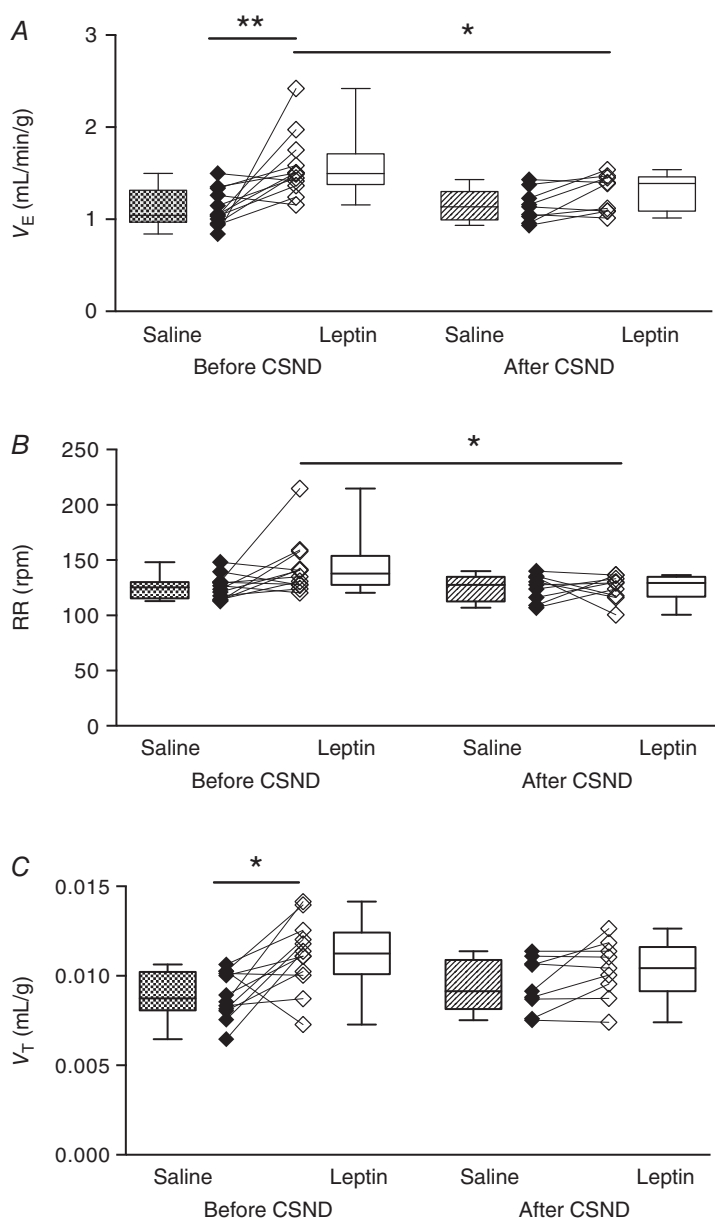 A
** *
3
2
1
0
VE (mL/min/g)
Saline Leptin Saline Leptin
Before CSND After CSND
B
*
250
200
150
100
50
0
RR (rpm)
Saline Leptin Saline Leptin
Before CSND After CSND
C
*
0.015
0.010
0.005
0.000
VT (mL/g)
Saline Leptin Saline Leptin
Before CSND After CSND